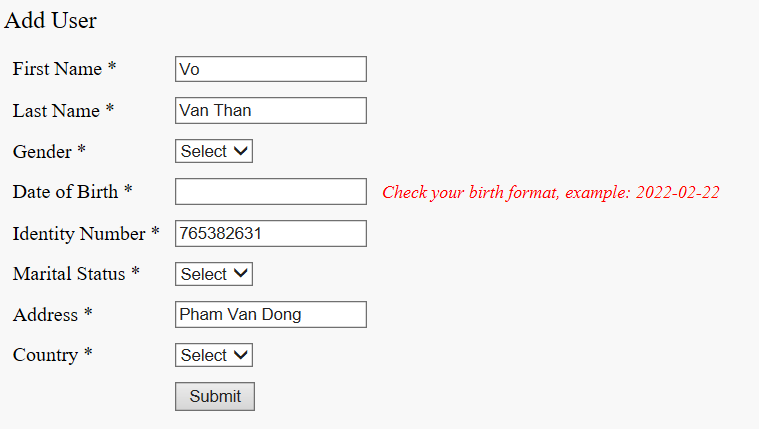 Add User
First Name * Vo
Last Name * Van Than
Gender * Select
Date of Birth * Check your birth format, example: 2022-02-22
Identity Number * 765382631
Marital Status * Select
Address * Pham Van Dong
Country * Select
Submit